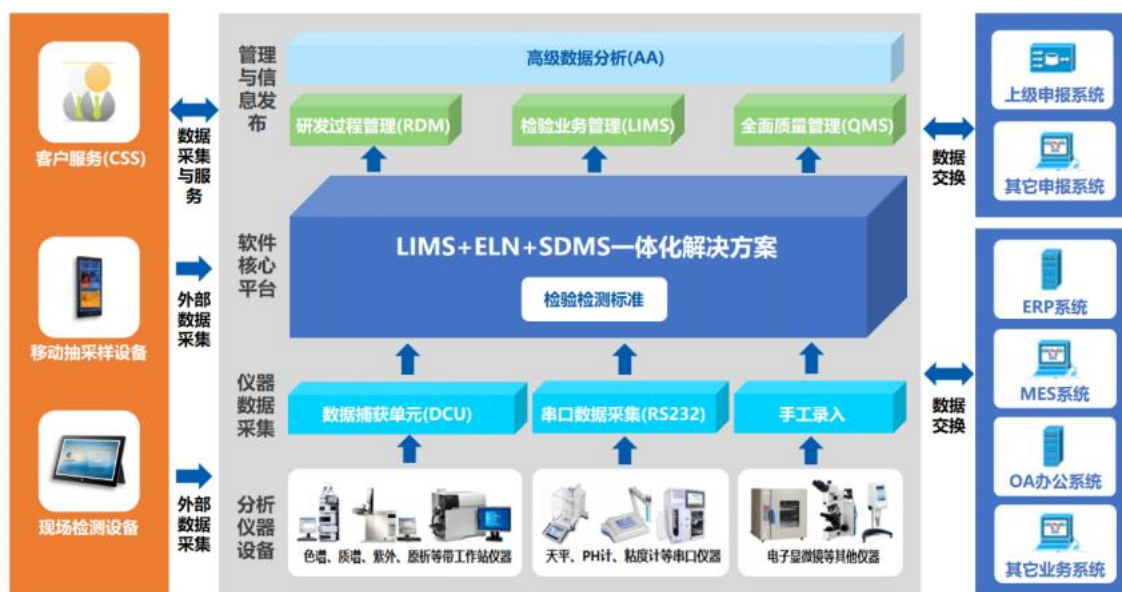 客户服务(CSS)
移动抽采样设备
现场检测设备
数据
采集
与服
务
外部
数据
采集
外部
数据
采集
管理
与信
息发
布
高级数据分析(AA)
研发过程管理(RDM)
检验业务管理(LIMS)
全面质量管理(QMS)
软件
核心
平台
LIMS+ELN+SDMS一体化解决方案
检验检测标准
仪器
数据
采集
数据捕获单元(DCU)
串口数据采集(RS232)
手工录入
分析
仪器
设备
色谱、质谱、紫外、原析等带工作站仪器
天平、PH计、粘度计等串口仪器
电子显微镜等其他仪器
数据
交换
数据
交换
上级申报系统
其它申报系统
ERP系统
MES系统
OA办公系统
其它业务系统